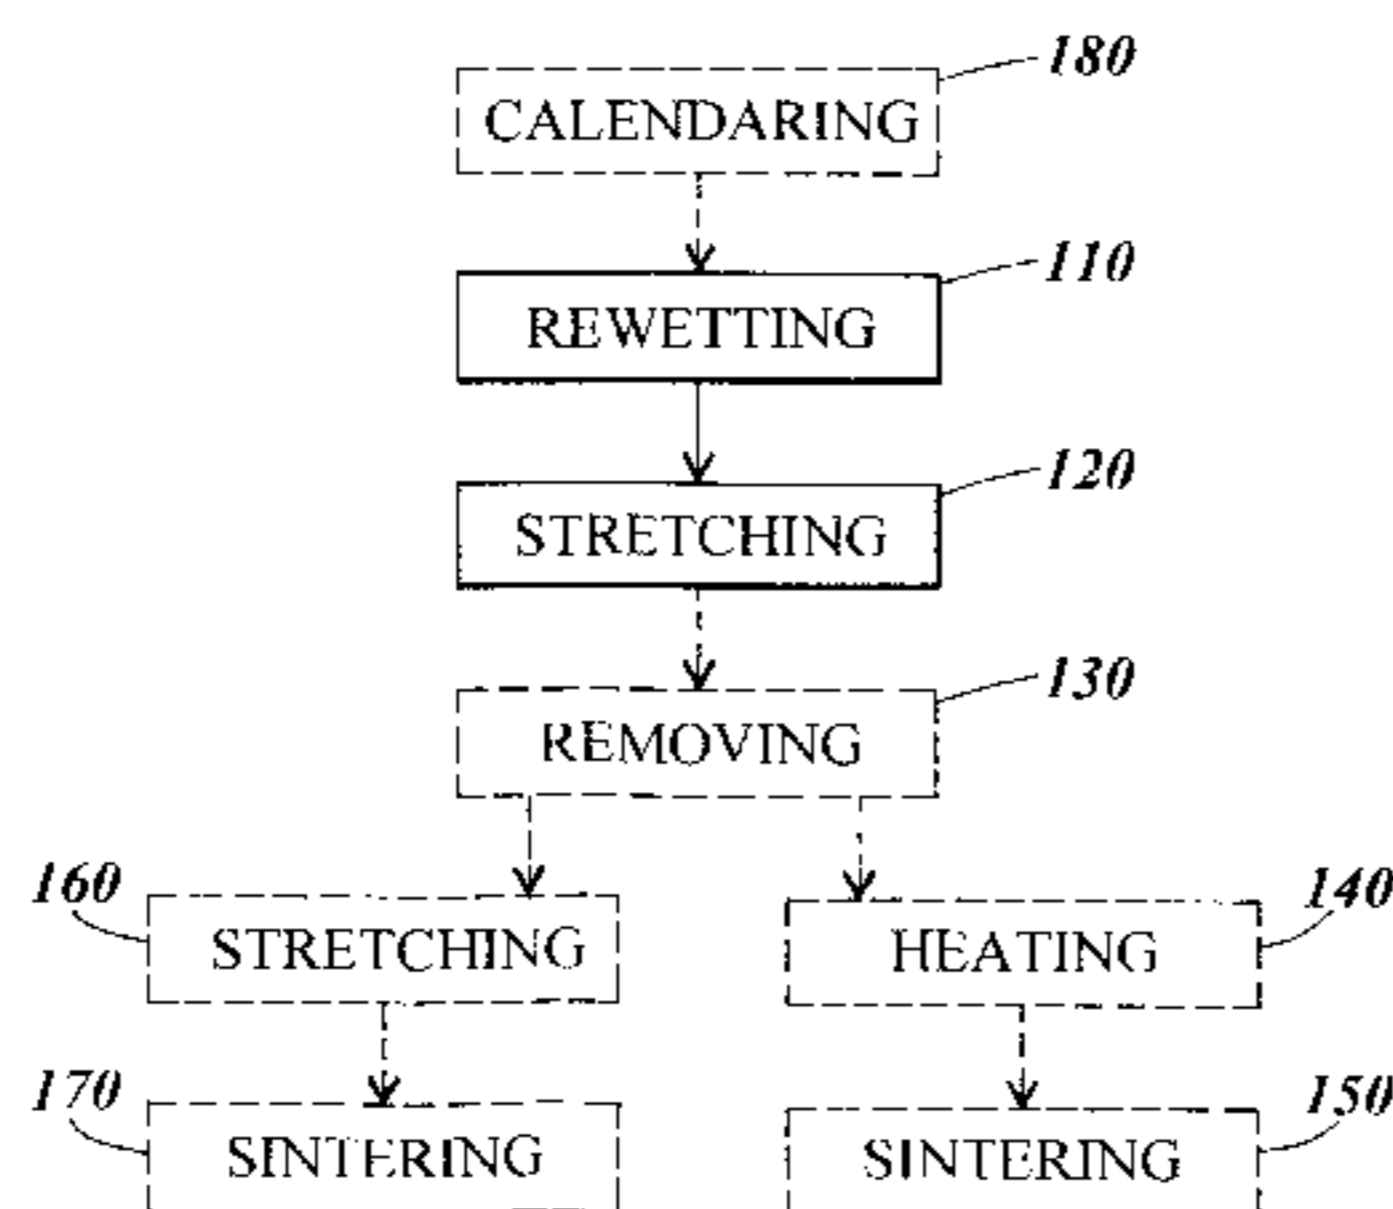 180
CALENDARING
110
REWETTING
120
STRETCHING
130
REMOVING
160
STRETCHING
140
HEATING
170
SINTERING
150
SINTERING